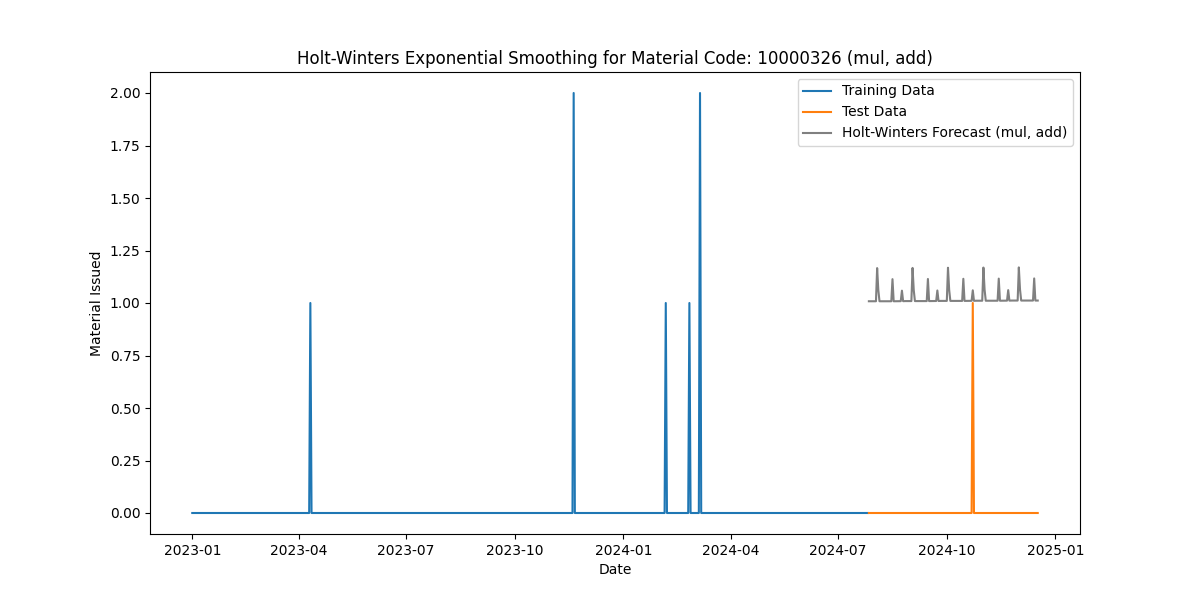 Holt-Winters Exponential Smoothing for Material Code: 10000326 (mul, add)
Training Data
Test Data
Holt-Winters Forecast (mul, add)
Material Issued
2.00
1.75
1.50
1.25
1.00
0.75
0.50
0.25
0.00
2023-01 2023-04 2023-07 2023-10 2024-01 2024-04 2024-07 2024-10 2025-01
Date